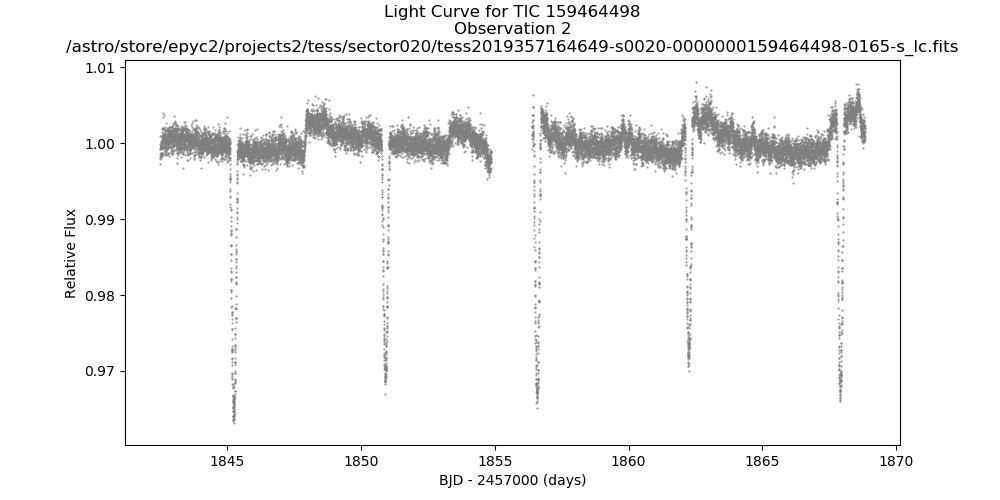 Light Curve for TIC 159464498
Observation 2
/astro/store/epyc2/projects2/tess/sector020/tess2019357164649-s0020-0000000159464498-0165-s_lc.fits
1.01
1.00
0.99
0.98
0.97
Relative Flux
1845
1850
1855
1860
1865
1870
BJD - 2457000 (days)